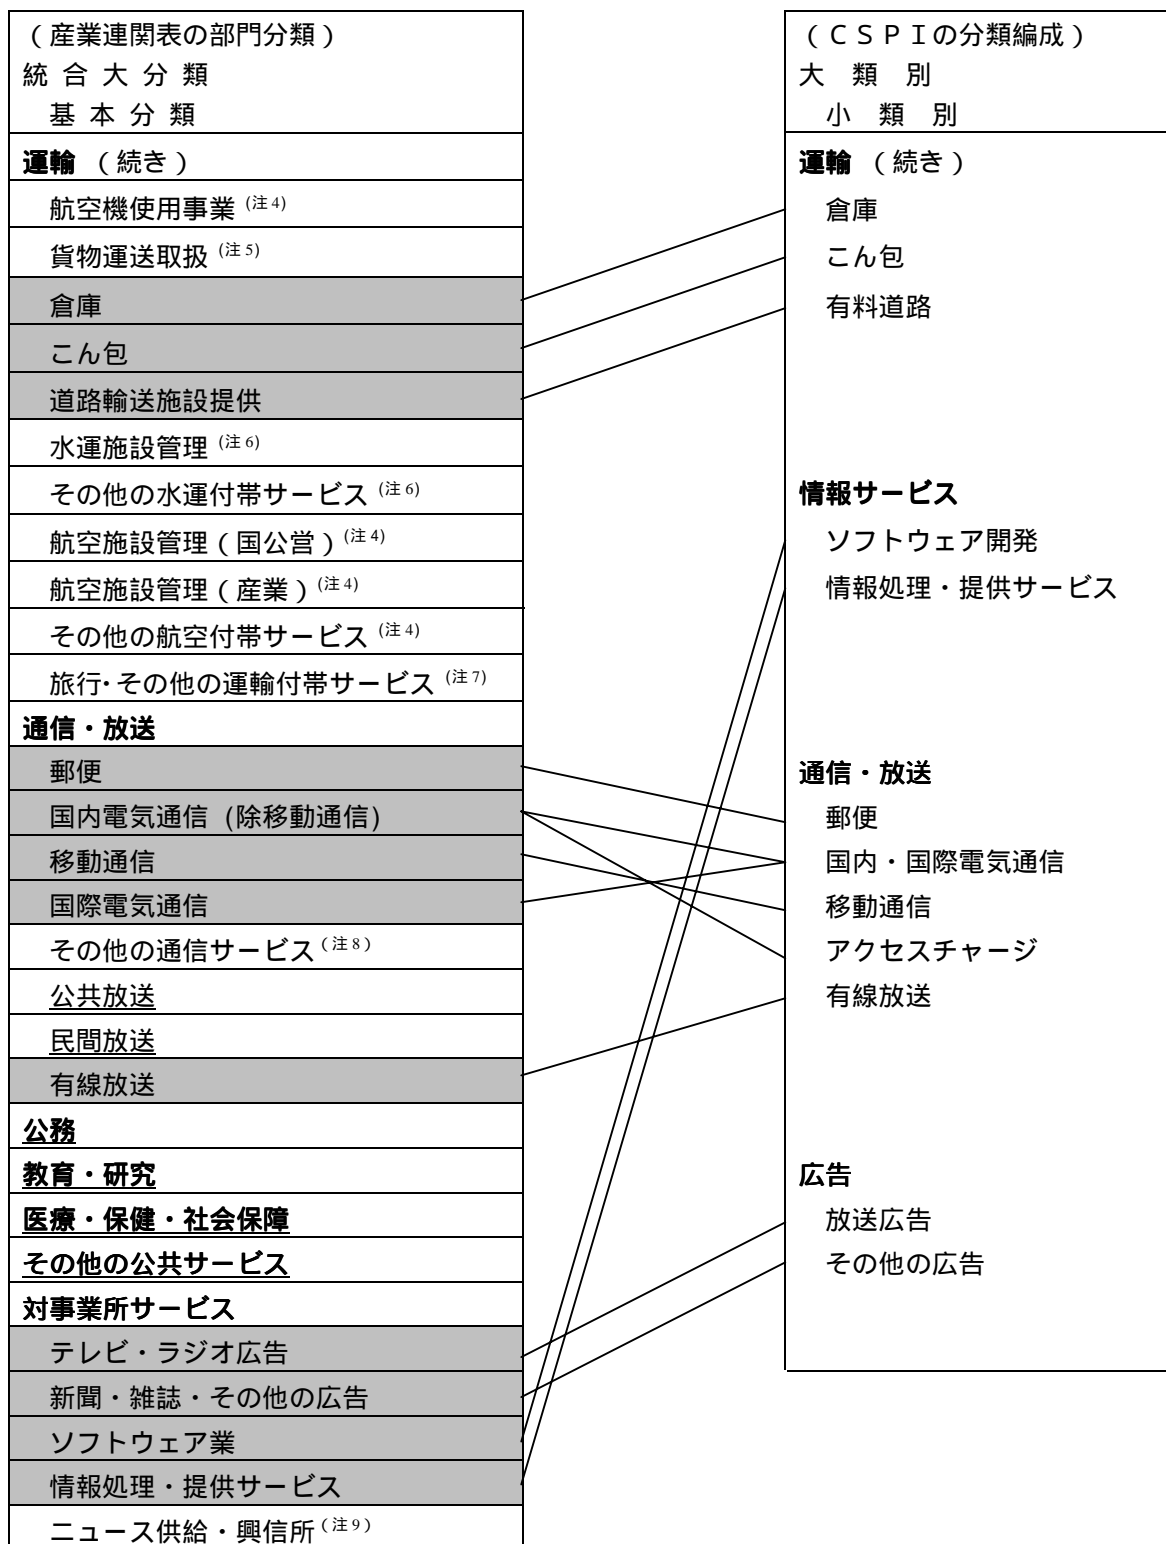 （産業連関表の部門分類）
統 合 大 分 類
基 本 分 類
運輸 （続き）
航空機使用事業 (注4)
貨物運送取扱 (注5)
倉庫
こん包
道路輸送施設提供
水運施設管理 (注6)
その他の水運付帯サービス (注6)
航空施設管理（国公営）(注4)
航空施設管理（産業）(注4)
その他の航空付帯サービス (注4)
旅行・その他の運輸付帯サービス (注7)
通信・放送
郵便
国内電気通信 (除移動通信)
移動通信
国際電気通信
その他の通信サービス（注8）
公共放送
民間放送
有線放送
公務
教育・研究
医療・保健・社会保障
その他の公共サービス
対事業所サービス
テレビ・ラジオ広告
新聞・雑誌・その他の広告
ソフトウェア業
情報処理・提供サービス
ニュース供給・興信所（注9）
（ＣＳＰＩの分類編成）
大 類 別
小 類 別
運輸 （続き）
倉庫
こん包
有料道路
情報サービス
ソフトウェア開発
情報処理・提供サービス
通信・放送
郵便
国内・国際電気通信
移動通信
アクセスチャージ
有線放送
広告
放送広告
その他の広告